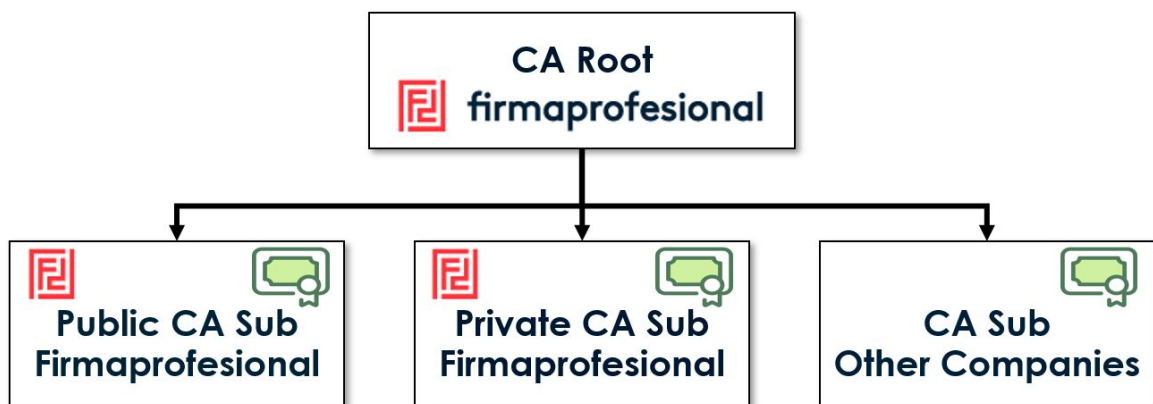 CA Root
firmaprofesional
Public CA Sub
Firmaprofesional
Private CA Sub
Firmaprofesional
CA Sub
Other Companies